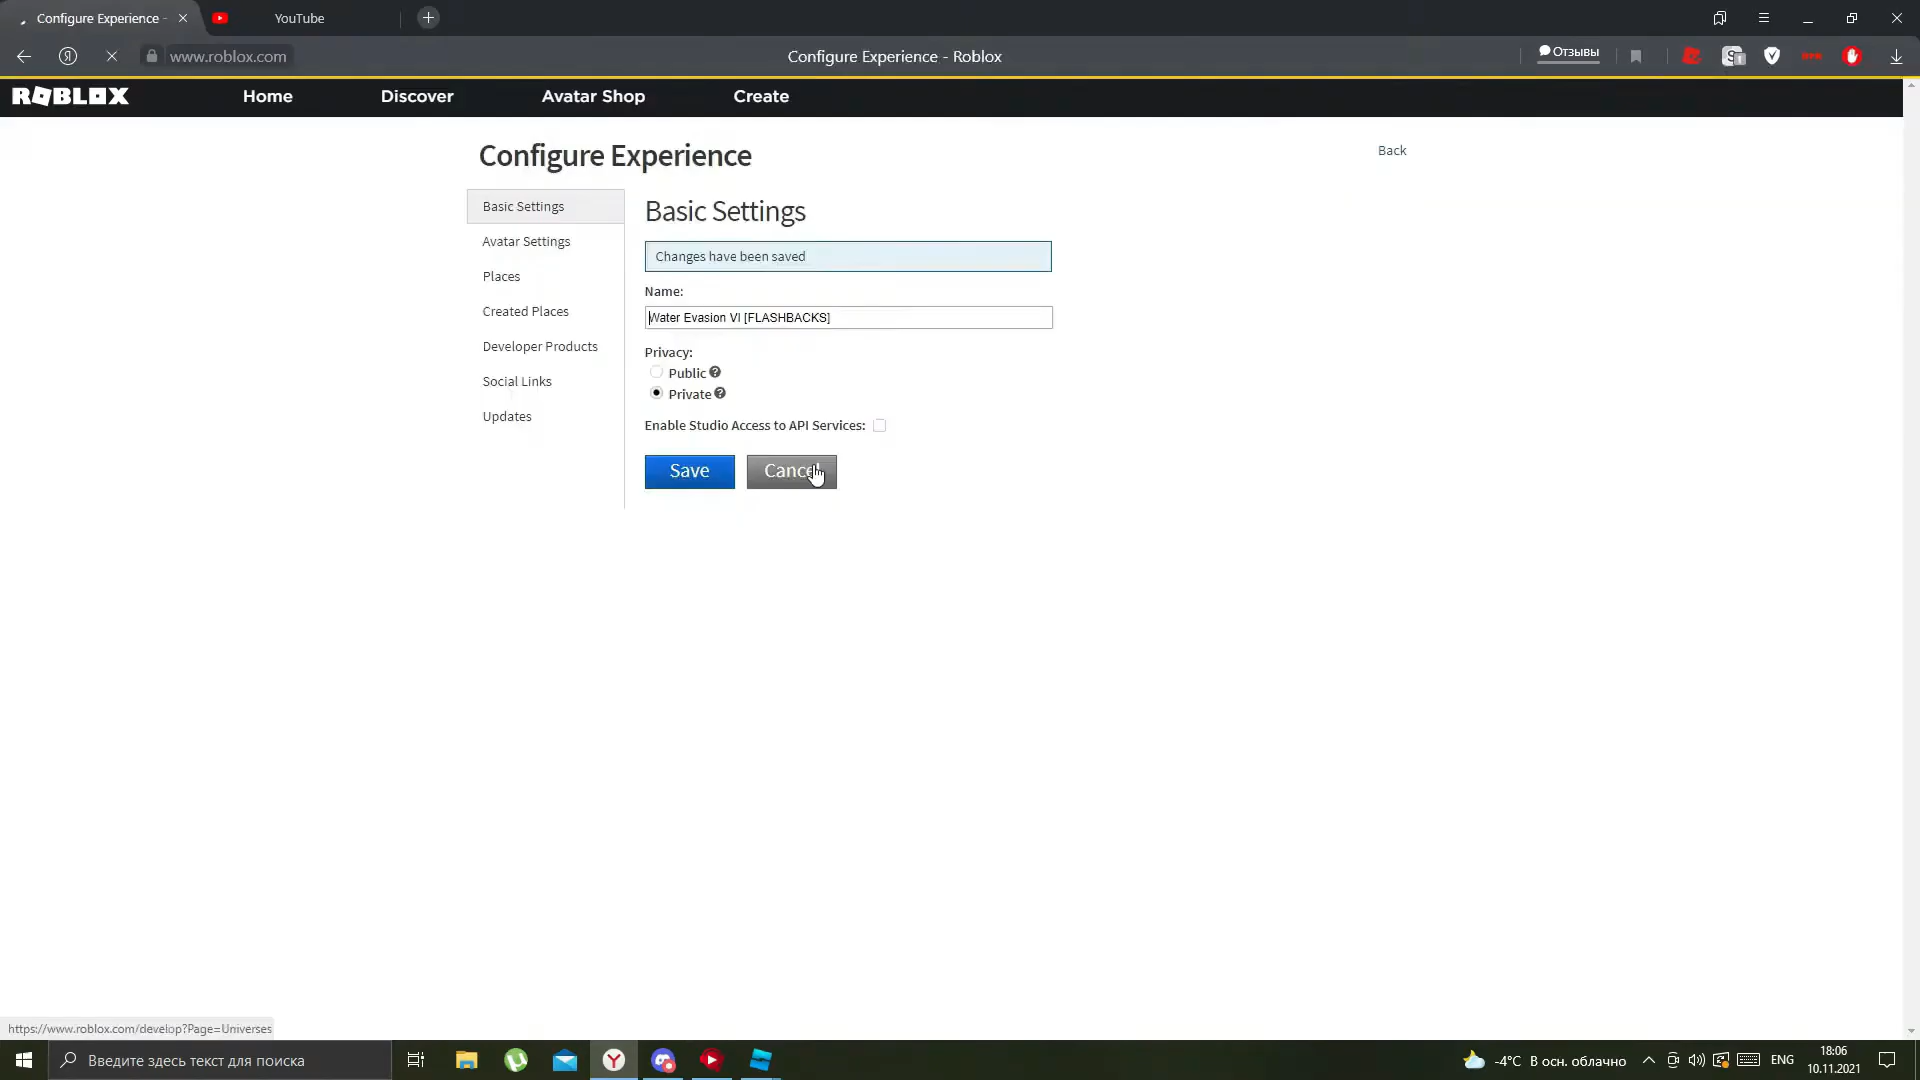 Configure Experience -
YouTube
www.roblox.com
Configure Experience - Roblox
Отзывы
ROBLOX
Home
Discover
Avatar Shop
Create
Configure Experience
Back
Basic Settings
Avatar Settings
Places
Created Places
Developer Products
Social Links
Updates
Basic Settings
Changes have been saved
Name:
Water Evasion VI [FLASHBACKS]
Privacy:
Public
Private
Enable Studio Access to API Services:
Save
Cancel
https://www.roblox.com/develop?Page=Universes
Введите здесь текст для поиска
-4°C В осн. облачно
ENG
18:06
10.11.2021